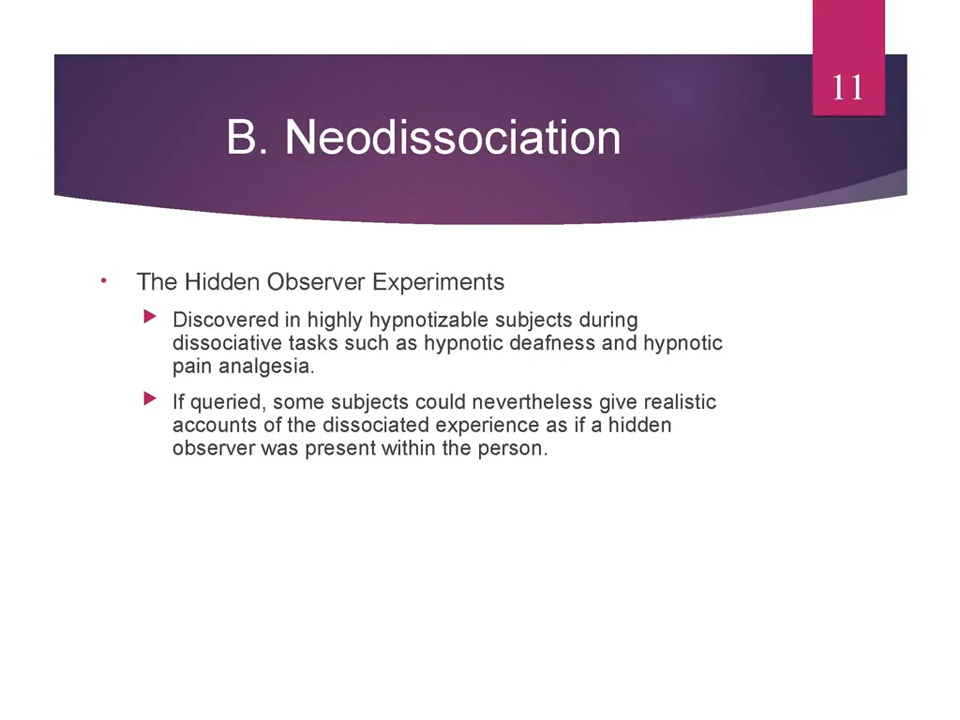 11
B. Neodissociation
• The Hidden Observer Experiments
Discovered in highly hypnotizable subjects during
dissociative tasks such as hypnotic deafness and hypnotic
pain analgesia.
If queried, some subjects could nevertheless give realistic
accounts of the dissociated experience as if a hidden
observer was present within the person.